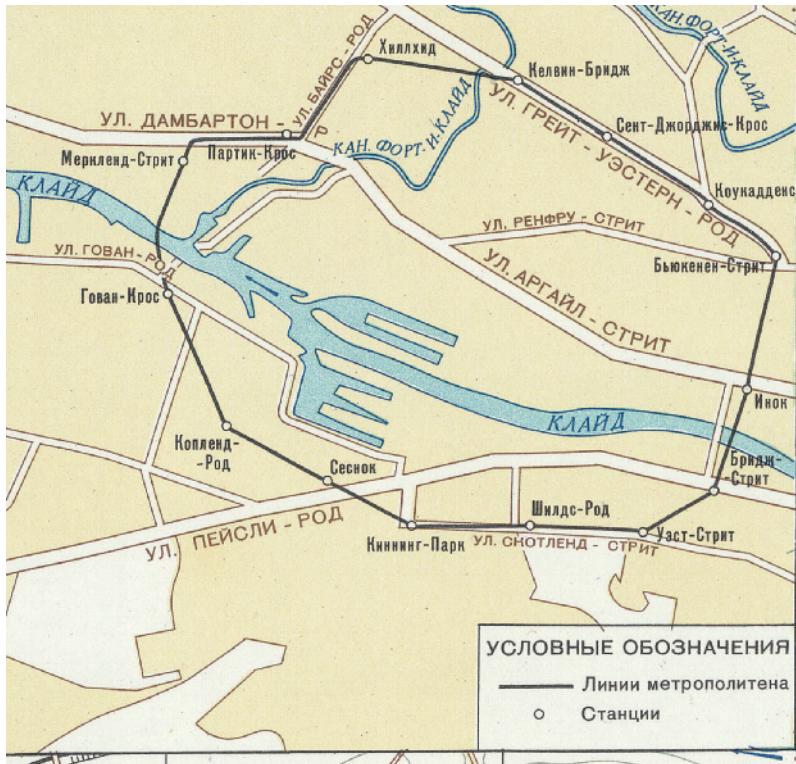 КАН. ФОРТ-И-КЛАЙД
Хиллхид
Келвин-Бридж
УЛ. БАЙРС-РОД
УЛ. ДАМБАРТОН-
Р.
УЛ. ГРЕЙТ-УЭСТЕРН-РОД
Сент-Джорджис-Крос
КАН. ФОРТ-И-КЛАЙД
Партик-Крос
Меркленд-Стрит
КЛАЙД
Коукадденс
УЛ. РЕНФРУ-СТРИТ
УЛ. ГОВАН-РОД
Бьюкенен-Стрит
УЛ. АРГАЙЛ-СТРИТ
Гован-Крос
Инок
КЛАЙД
Копленд-
-Род
Сеснок
Бридж-
-Стрит
Шилдс-Род
УЛ. ПЕЙСЛИ-РОД
Киннинг-Парк
УЛ. СКОТЛЕНД-СТРИТ
Уэст-Стрит
УСЛОВНЫЕ ОБОЗНАЧЕНИЯ
Линии метрополитена
Станции